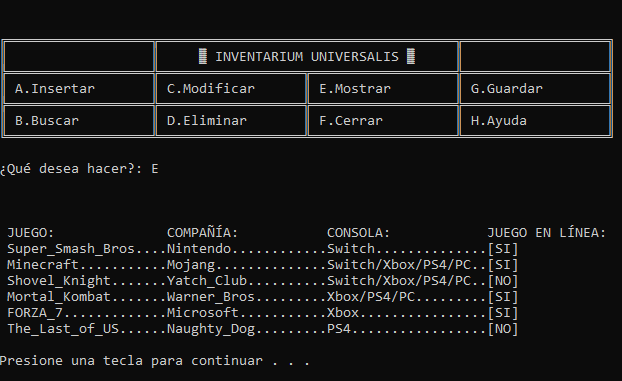 ▓ INVENTARIUM UNIVERSALIS ▓
A.Insertar C.Modificar E.Mostrar G.Guardar
B.Buscar D.Eliminar F.Cerrar H.Ayuda
¿Qué desea hacer?: E
JUEGO: COMPAÑÍA: CONSOLA: JUEGO EN LÍNEA:
Super_Smash_Bros....Nintendo............Switch..............[SI]
Minecraft...........Mojang..............Switch/Xbox/PS4/PC..[SI]
Shovel_Knight.......Yatch_Club..........Switch/Xbox/PS4/PC..[NO]
Mortal_Kombat.......Warner_Bros.........Xbox/PS4/PC.........[SI]
FORZA_7.............Microsoft...........Xbox................[SI]
The_Last_of_US......Naughty_Dog.........PS4.................[NO]
Presione una tecla para continuar . . .